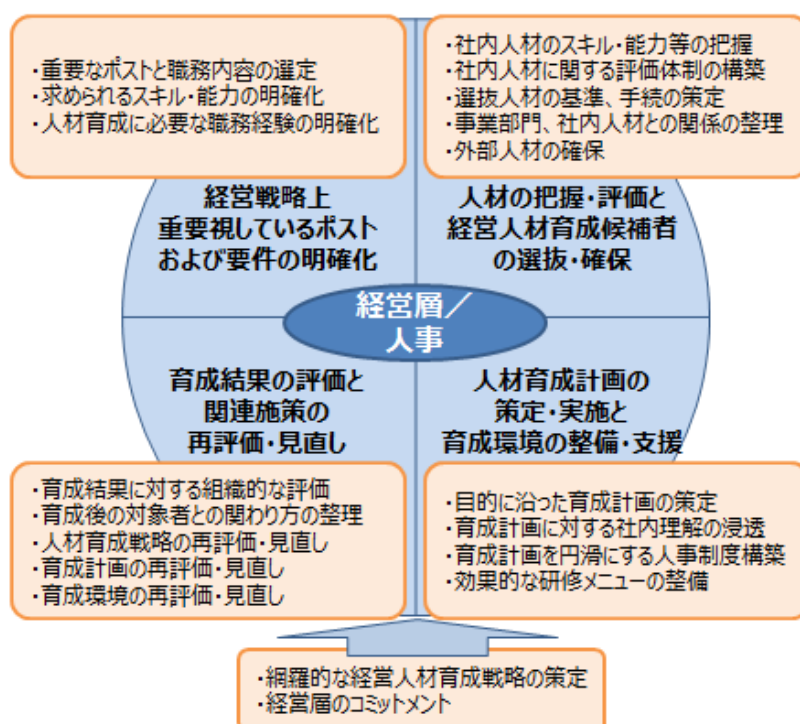 ・重要なポストと職務内容の選定
・求められるスキル・能力の明確化
・人材育成に必要な職務経験の明確化
・社内人材のスキル・能力等の把握
・社内人材に関する評価体制の構築
・選抜人材の基準、手続の策定
・事業部門、社内人材との関係の整理
・外部人材の確保
経営戦略上
重要視しているポスト
および要件の明確化
人材の把握・評価と
経営人材育成候補者
の選抜・確保
経営層／
人事
育成結果の評価と
関連施策の
再評価・見直し
人材育成計画の
策定・実施と
育成環境の整備・支援
・育成結果に対する組織的な評価
・育成後の対象者との関わり方の整理
・人材育成戦略の再評価・見直し
・育成計画の再評価・見直し
・育成環境の再評価・見直し
・目的に沿った育成計画の策定
・育成計画に対する社内理解の浸透
・育成計画を円滑にする人事制度構築
・効果的な研修メニューの整備
・網羅的な経営人材育成戦略の策定
・経営層のコミットメント